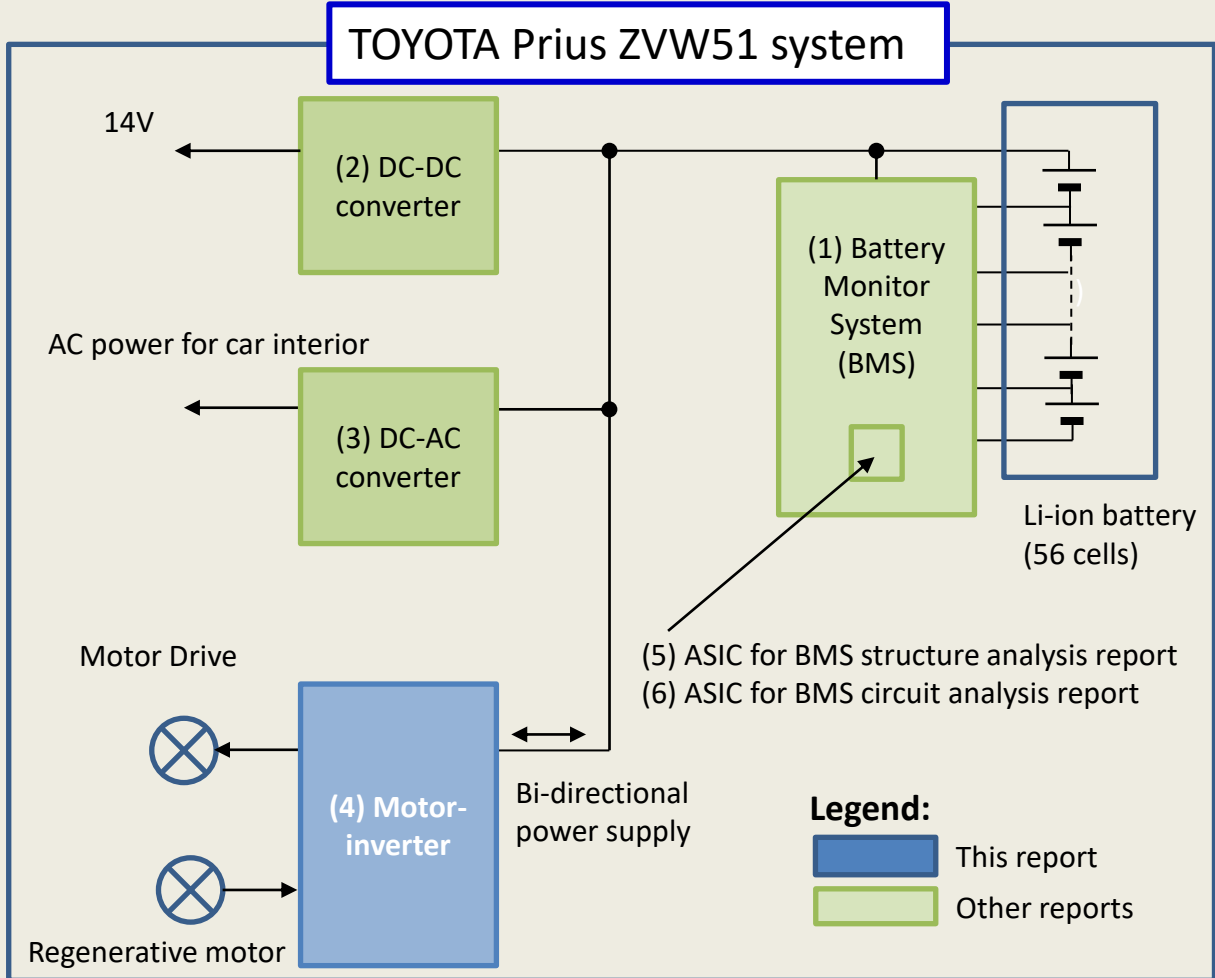 TOYOTA Prius ZVW51 system
14V
(2) DC-DC
converter
(1) Battery
Monitor
System
(BMS)
AC power for car interior
(3) DC-AC
converter
Li-ion battery
(56 cells)
(5) ASIC for BMS structure analysis report
(6) ASIC for BMS circuit analysis report
Motor Drive
(4) Motor-
inverter
Bi-directional
power supply
Regenerative motor
Legend:
This report
Other reports
)